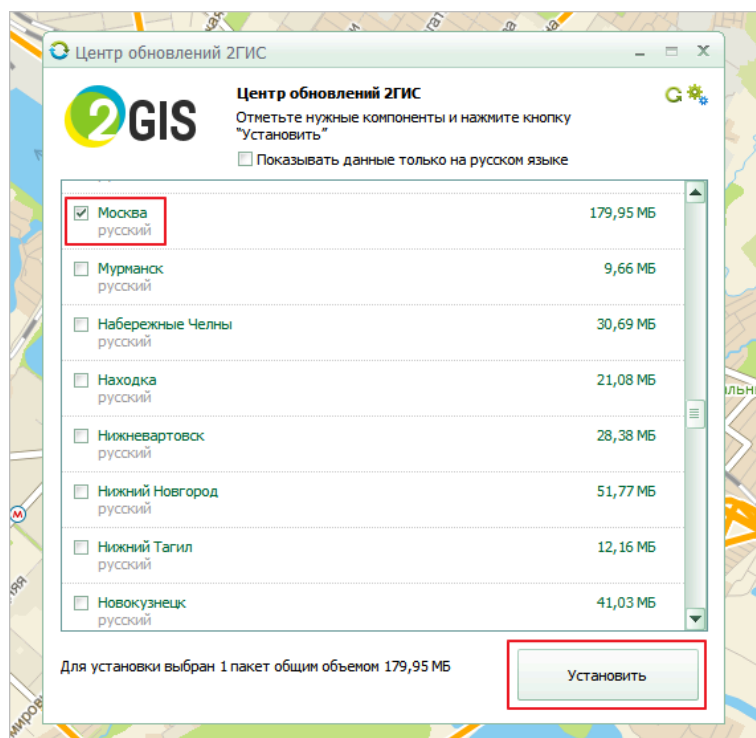 Центр обновлений 2ГИС
2GIS
Центр обновлений 2ГИС
Отметьте нужные компоненты и нажмите кнопку
"Установить"
Показывать данные только на русском языке
Москва 179,95 МБ
русский
Мурманск 9,66 МБ
русский
Набережные Челны 30,69 МБ
русский
Находка 21,08 МБ
русский
Нижневартовск 28,38 МБ
русский
Нижний Новгород 51,77 МБ
русский
Нижний Тагил 12,16 МБ
русский
Новокузнецк 41,03 МБ
русский
Для установки выбран 1 пакет общим объемом 179,95 МБ
Установить